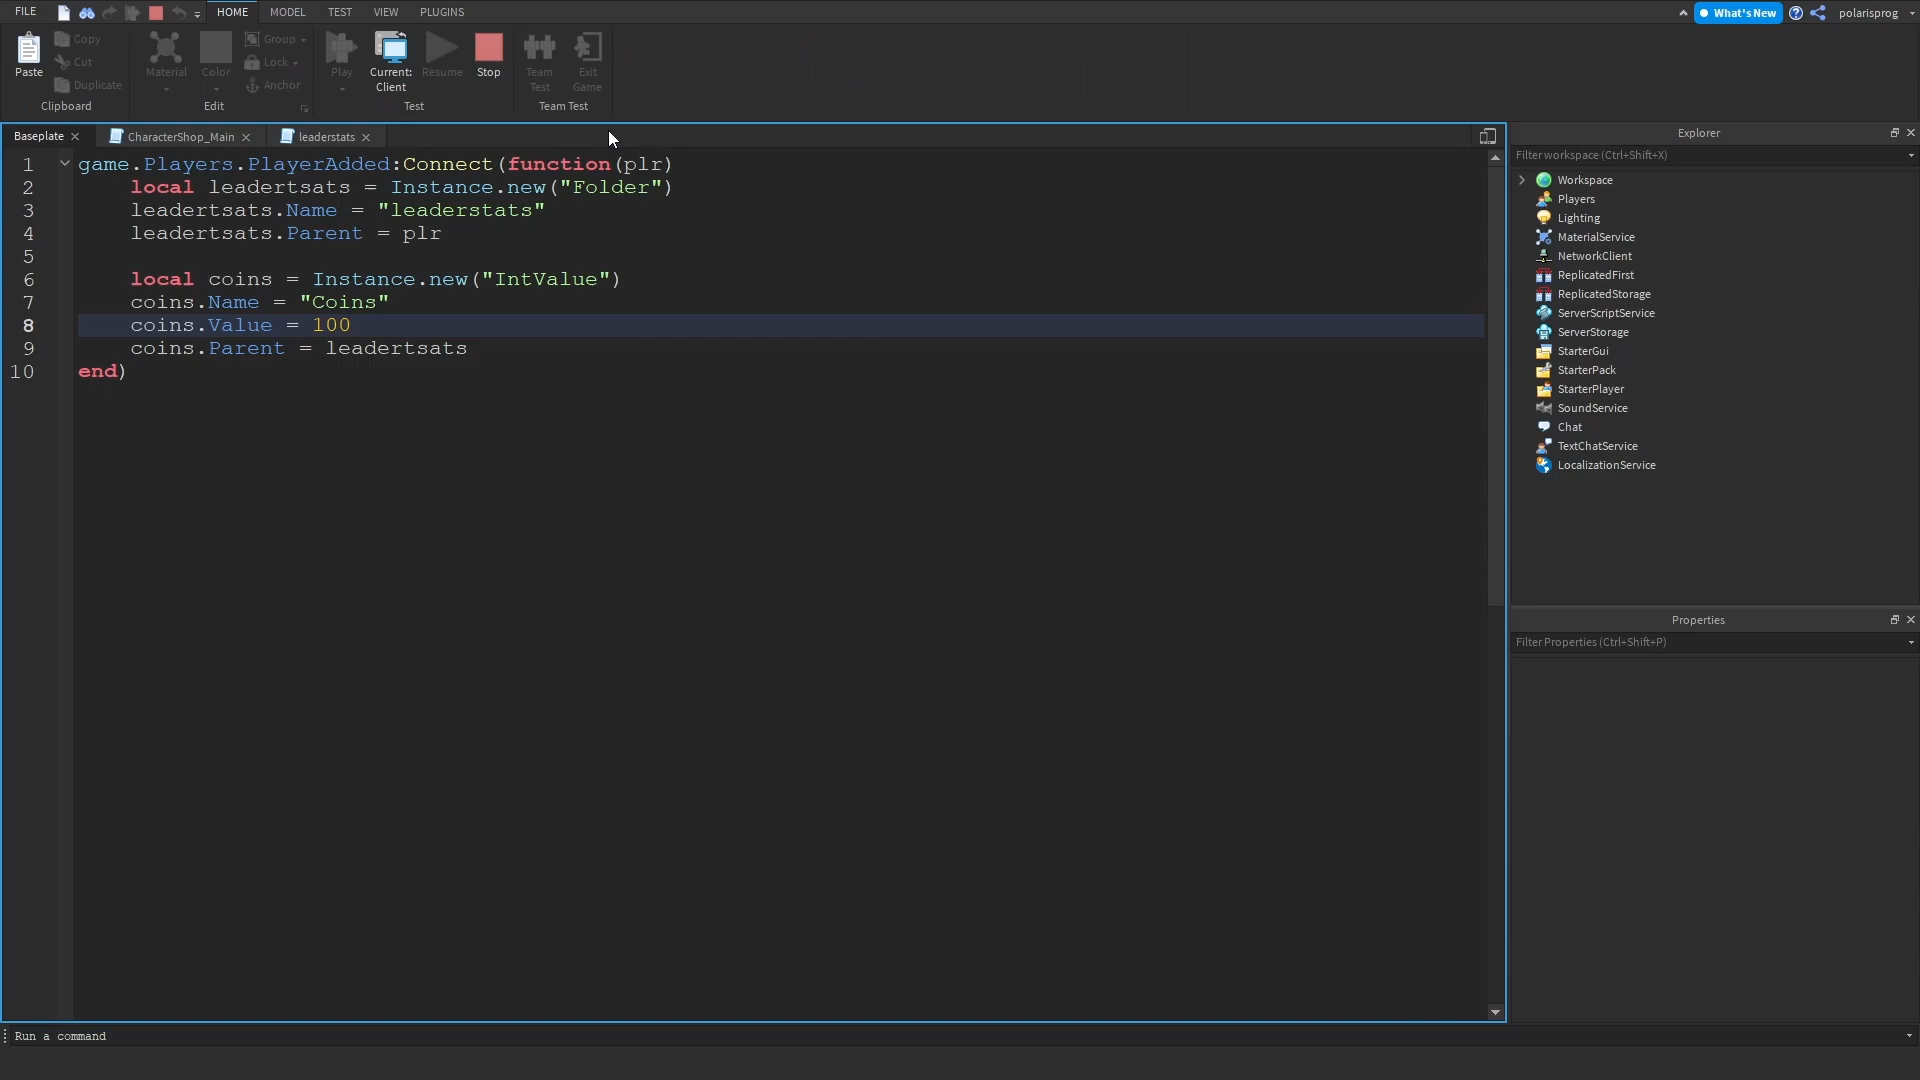 FILE HOME MODEL TEST VIEW PLUGINS What's New polarisprog
Paste
Copy
Cut
Duplicate
Clipboard
Material
Color
Group
Lock
Anchor
Edit
Play
Current:
Client
Resume
Stop
Test
Team
Test
Exit
Game
Team Test
Baseplate CharacterShop_Main leaderstats
1 game.Players.PlayerAdded:Connect(function(plr)
2 local leadertsats = Instance.new("Folder")
3 leadertsats.Name = "leaderstats"
4 leadertsats.Parent = plr
5
6 local coins = Instance.new("IntValue")
7 coins.Name = "Coins"
8 coins.Value = 100
9 coins.Parent = leadertsats
10 end)
Explorer
Filter workspace (Ctrl+Shift+X)
Workspace
Players
Lighting
MaterialService
NetworkClient
ReplicatedFirst
ReplicatedStorage
ServerScriptService
ServerStorage
StarterGui
StarterPack
StarterPlayer
SoundService
Chat
TextChatService
LocalizationService
Properties
Filter Properties (Ctrl+Shift+P)
Run a command